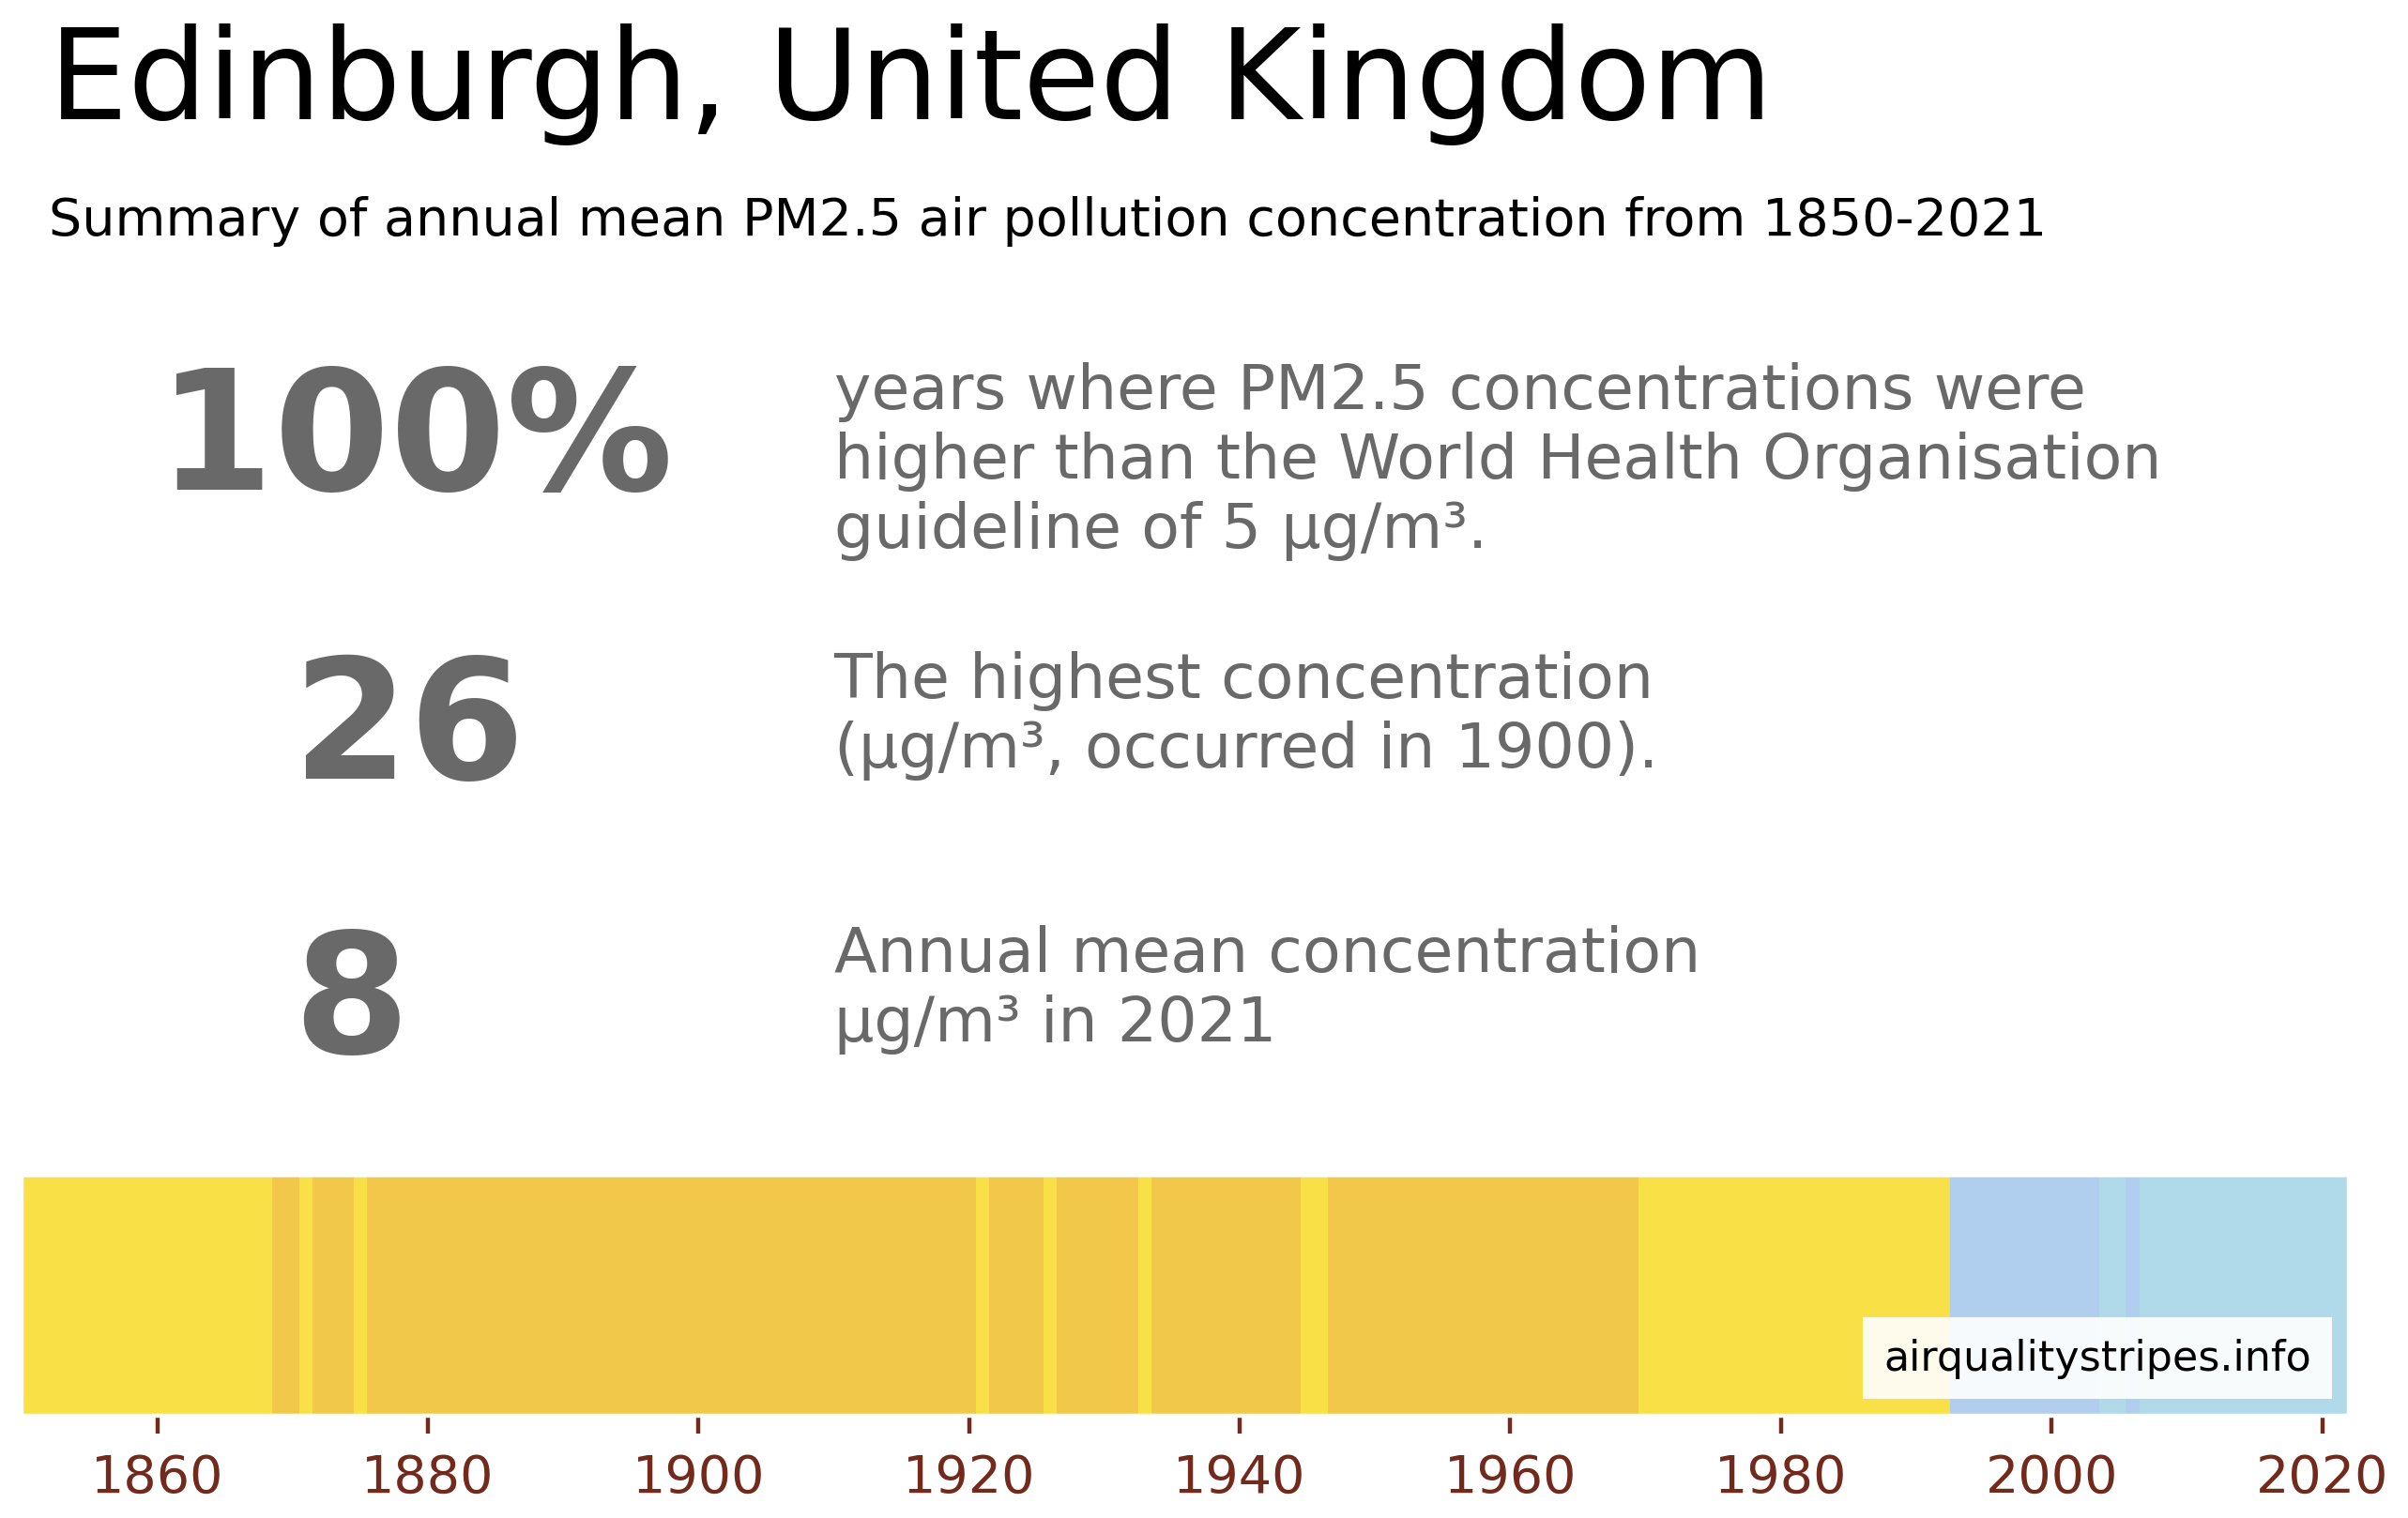 Edinburgh, United Kingdom
Summary of annual mean PM2.5 air pollution concentration from 1850-2021
100%
years where PM2.5 concentrations were
higher than the World Health Organisation
guideline of 5 µg/m³.
26
The highest concentration
(µg/m³, occurred in 1900).
8
Annual mean concentration
µg/m³ in 2021
airqualitystripes.info
1860 1880 1900 1920 1940 1960 1980 2000 2020